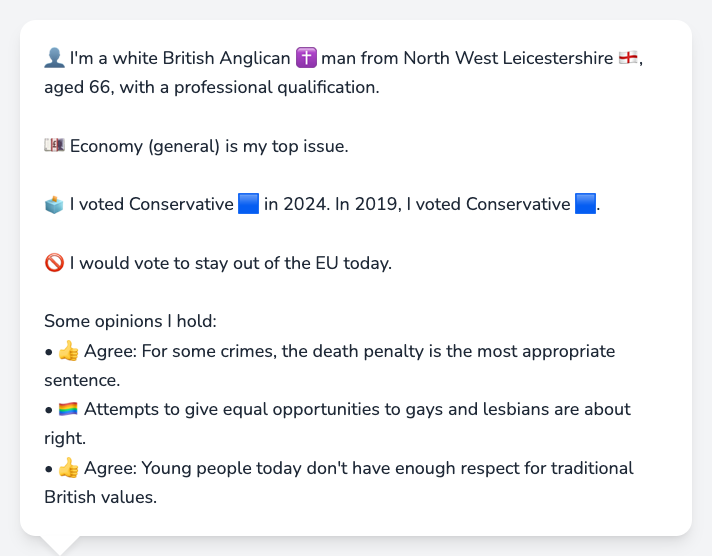 👤 I'm a white British Anglican ✝️ man from North West Leicestershire 🏴󠁧󠁢󠁥󠁮󠁧󠁿,
aged 66, with a professional qualification.
💷 Economy (general) is my top issue.
🗳️ I voted Conservative 🟦 in 2024. In 2019, I voted Conservative 🟦.
🚫 I would vote to stay out of the EU today.
Some opinions I hold:
• 👍 Agree: For some crimes, the death penalty is the most appropriate
sentence.
• 🏳️‍🌈 Attempts to give equal opportunities to gays and lesbians are about
right.
• 👍 Agree: Young people today don't have enough respect for traditional
British values.